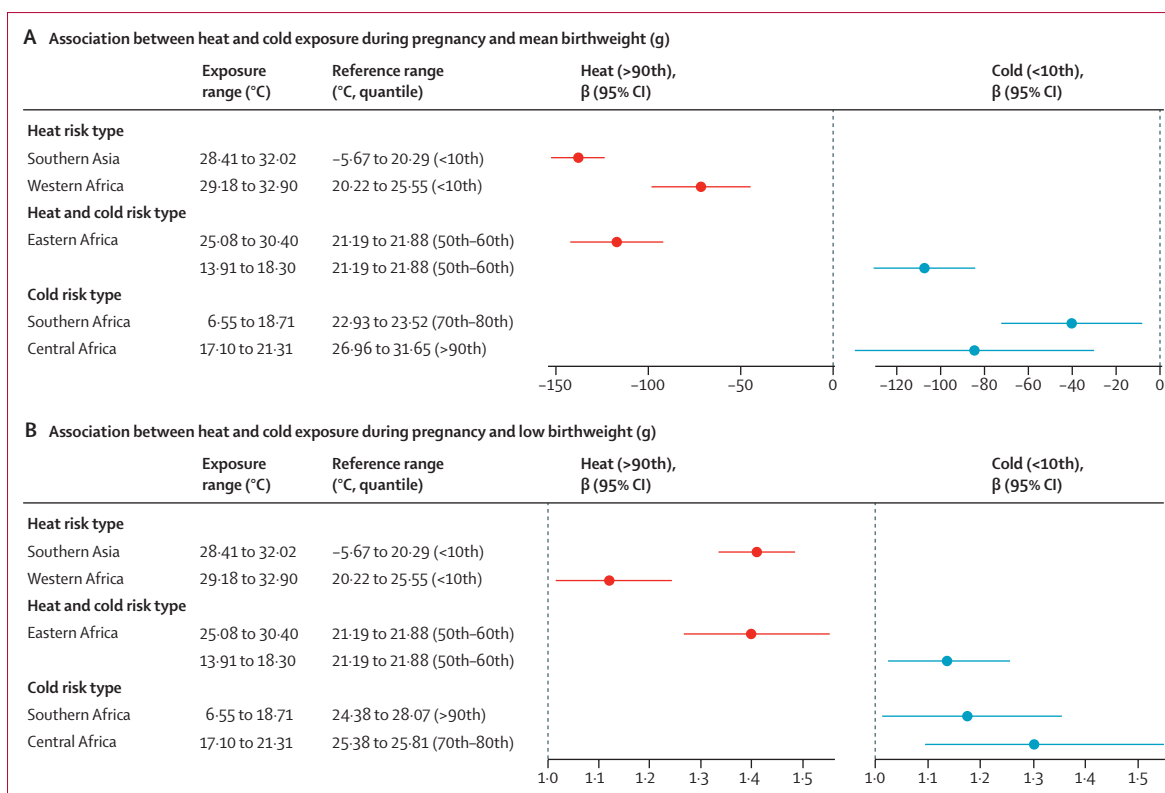 A Association between heat and cold exposure during pregnancy and mean birthweight (g)
Exposure Reference range Heat (>90th), Cold (<10th),
range (°C) (°C, quantile) β (95% CI) β (95% CI)
Heat risk type
Southern Asia 28·41 to 32·02 –5·67 to 20·29 (<10th)
Western Africa 29·18 to 32·90 20·22 to 25·55 (<10th)
Heat and cold risk type
Eastern Africa 25·08 to 30·40 21·19 to 21·88 (50th–60th)
13·91 to 18·30 21·19 to 21·88 (50th–60th)
Cold risk type
Southern Africa 6·55 to 18·71 22·93 to 23·52 (70th–80th)
Central Africa 17·10 to 21·31 26·96 to 31·65 (>90th)
–150 –100 –50 0 –120 –100 –80 –60 –40 –20 0
B Association between heat and cold exposure during pregnancy and low birthweight (g)
Exposure Reference range Heat (>90th), Cold (<10th),
range (°C) (°C, quantile) β (95% CI) β (95% CI)
Heat risk type
Southern Asia 28·41 to 32·02 –5·67 to 20·29 (<10th)
Western Africa 29·18 to 32·90 20·22 to 25·55 (<10th)
Heat and cold risk type
Eastern Africa 25·08 to 30·40 21·19 to 21·88 (50th–60th)
13·91 to 18·30 21·19 to 21·88 (50th–60th)
Cold risk type
Southern Africa 6·55 to 18·71 24·38 to 28·07 (>90th)
Central Africa 17·10 to 21·31 25·38 to 25·81 (70th–80th)
1·0 1·1 1·2 1·3 1·4 1·5 1·0 1·1 1·2 1·3 1·4 1·5